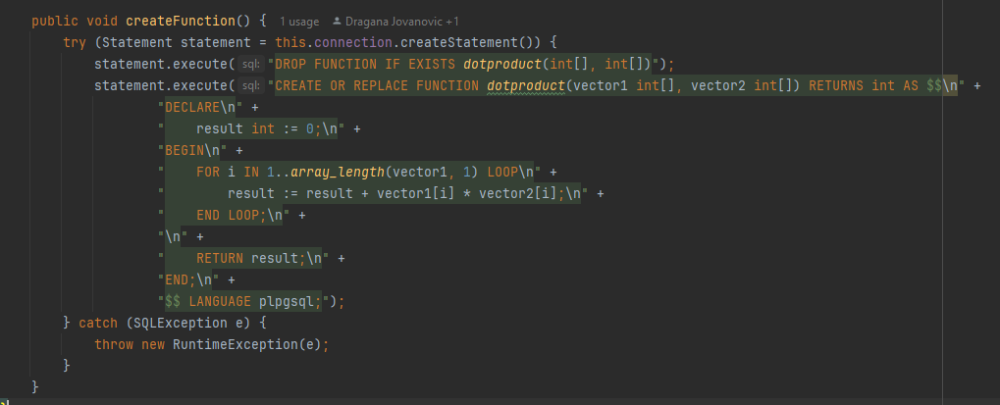 public void createFunction() { 1 usage Dragana Jovanovic +1
try (Statement statement = this.connection.createStatement()) {
statement.execute( sql: "DROP FUNCTION IF EXISTS dotproduct(int[], int[])");
statement.execute( sql: "CREATE OR REPLACE FUNCTION dotproduct(vector1 int[], vector2 int[]) RETURNS int AS $$\n" +
"DECLARE\n" +
"    result int := 0;\n" +
"BEGIN\n" +
"    FOR i IN 1..array_length(vector1, 1) LOOP\n" +
"        result := result + vector1[i] * vector2[i];\n" +
"    END LOOP;\n" +
"\n" +
"    RETURN result;\n" +
"END;\n" +
"$$ LANGUAGE plpgsql;");
} catch (SQLException e) {
throw new RuntimeException(e);
}
}